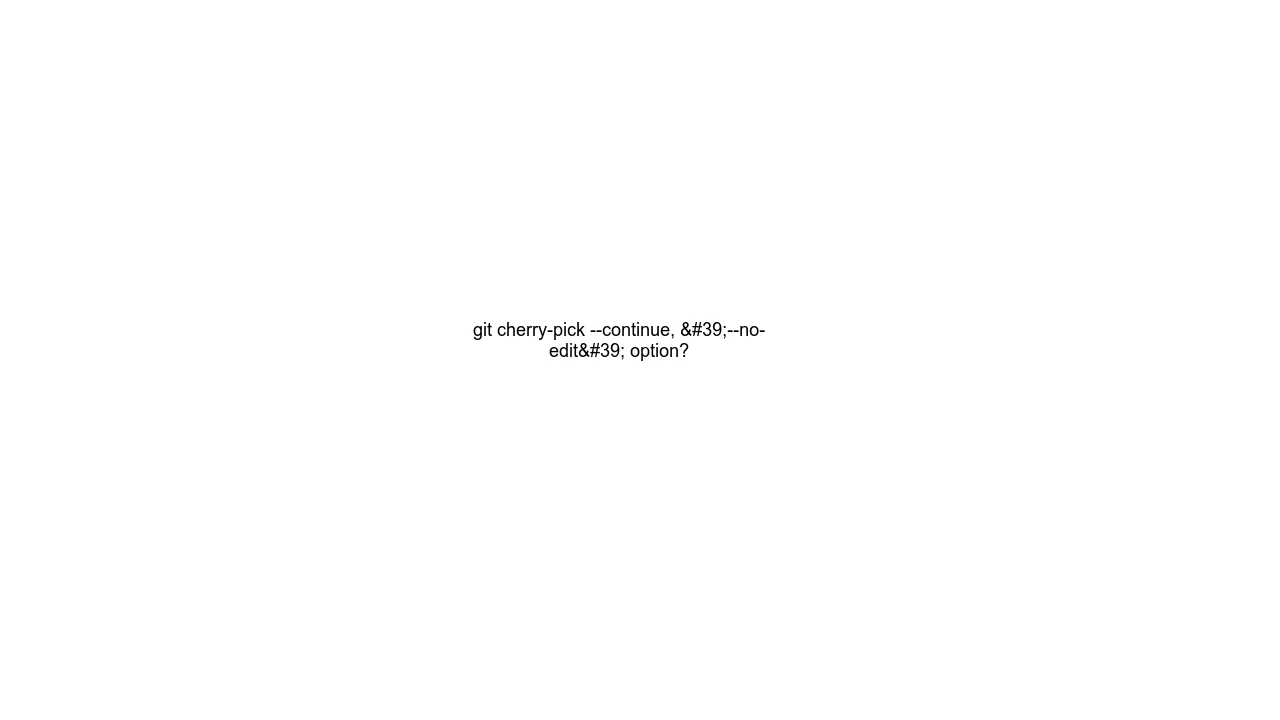 git cherry-pick --continue, &#39;--no-
edit&#39; option?